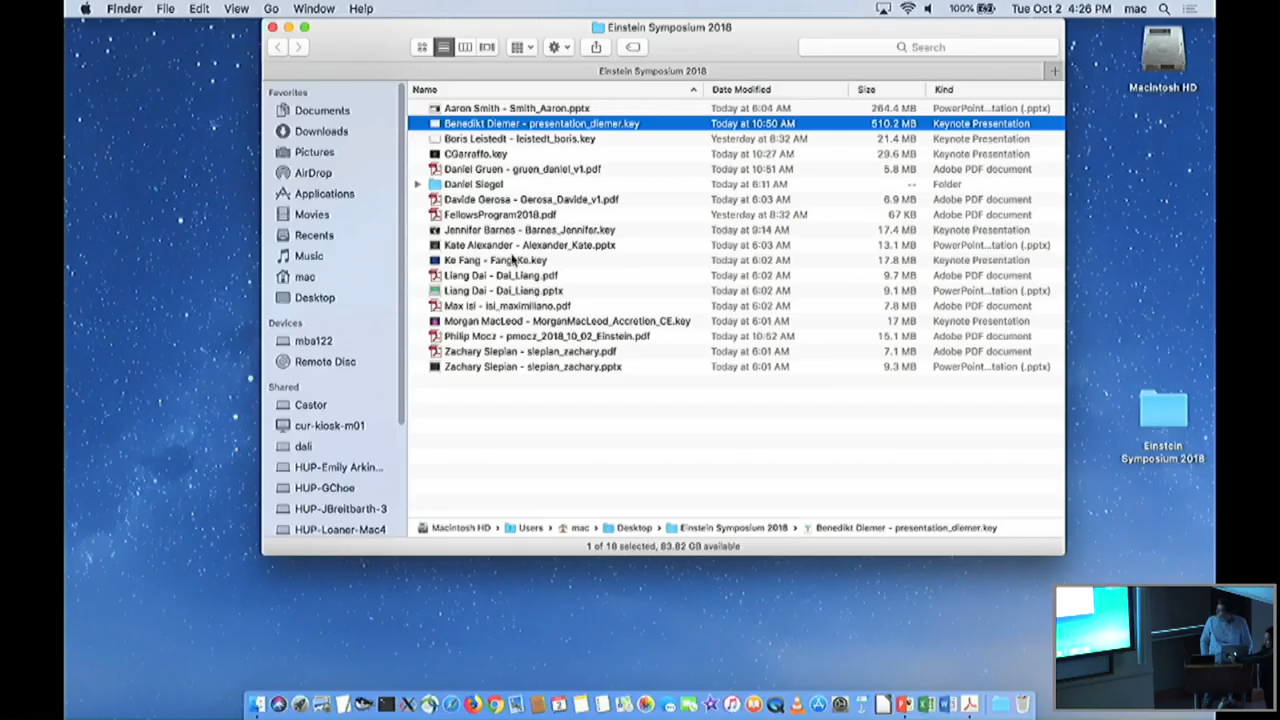 Finder File Edit View Go Window Help 100% Tue Oct 2 4:26 PM mac
Einstein Symposium 2018
Search
Einstein Symposium 2018
Favorites
Documents
Downloads
Pictures
AirDrop
Applications
Movies
Recents
Music
mac
Desktop
Devices
mba122
Remote Disc
Shared
Castor
cur-kiosk-m01
dali
HUP-Emily Arkin...
HUP-GChoe
HUP-JBreitbarth-3
HUP-Loaner-Mac4
Name Date Modified Size Kind
Aaron Smith - Smith_Aaron.pptx Today at 6:04 AM 264.4 MB PowerPoint...tation (.pptx)
Benedikt Diemer - presentation_diemer.key Today at 10:50 AM 510.2 MB Keynote Presentation
Boris Leistedt - leistedt_boris.key Yesterday at 8:32 AM 21.4 MB Keynote Presentation
CGarraffo.key Today at 10:27 AM 29.6 MB Keynote Presentation
Daniel Gruen - gruen_daniel_v1.pdf Today at 10:51 AM 5.8 MB Adobe PDF document
Daniel Siegel Today at 6:11 AM -- Folder
Davide Gerosa - Gerosa_Davide_v1.pdf Today at 6:03 AM 6.9 MB Adobe PDF document
FellowsProgram2018.pdf Yesterday at 8:32 AM 67 KB Adobe PDF document
Jennifer Barnes - Barnes_Jennifer.key Today at 9:14 AM 17.4 MB Keynote Presentation
Kate Alexander - Alexander_Kate.pptx Today at 6:03 AM 13.1 MB PowerPoint...tation (.pptx)
Ke Fang - Fang_Ke.key Today at 6:02 AM 17.8 MB Keynote Presentation
Liang Dai - Dai_Liang.pdf Today at 6:02 AM 9.7 MB Adobe PDF document
Liang Dai - Dai_Liang.pptx Today at 6:02 AM 9.1 MB PowerPoint...tation (.pptx)
Max Isi - isi_maximiliano.pdf Today at 6:02 AM 7.8 MB Adobe PDF document
Morgan MacLeod - MorganMacLeod_Accretion_CE.key Today at 6:01 AM 17 MB Keynote Presentation
Philip Mocz - pmocz_2018_10_02_Einstein.pdf Today at 10:52 AM 15.1 MB Adobe PDF document
Zachary Slepian - slepian_zachary.pdf Today at 6:01 AM 7.1 MB Adobe PDF document
Zachary Slepian - slepian_zachary.pptx Today at 6:01 AM 9.3 MB PowerPoint...tation (.pptx)
Macintosh HD › Users › mac › Desktop › Einstein Symposium 2018 › Benedikt Diemer - presentation_diemer.key
1 of 18 selected, 83.82 GB available
Macintosh HD
Einstein
Symposium 2018